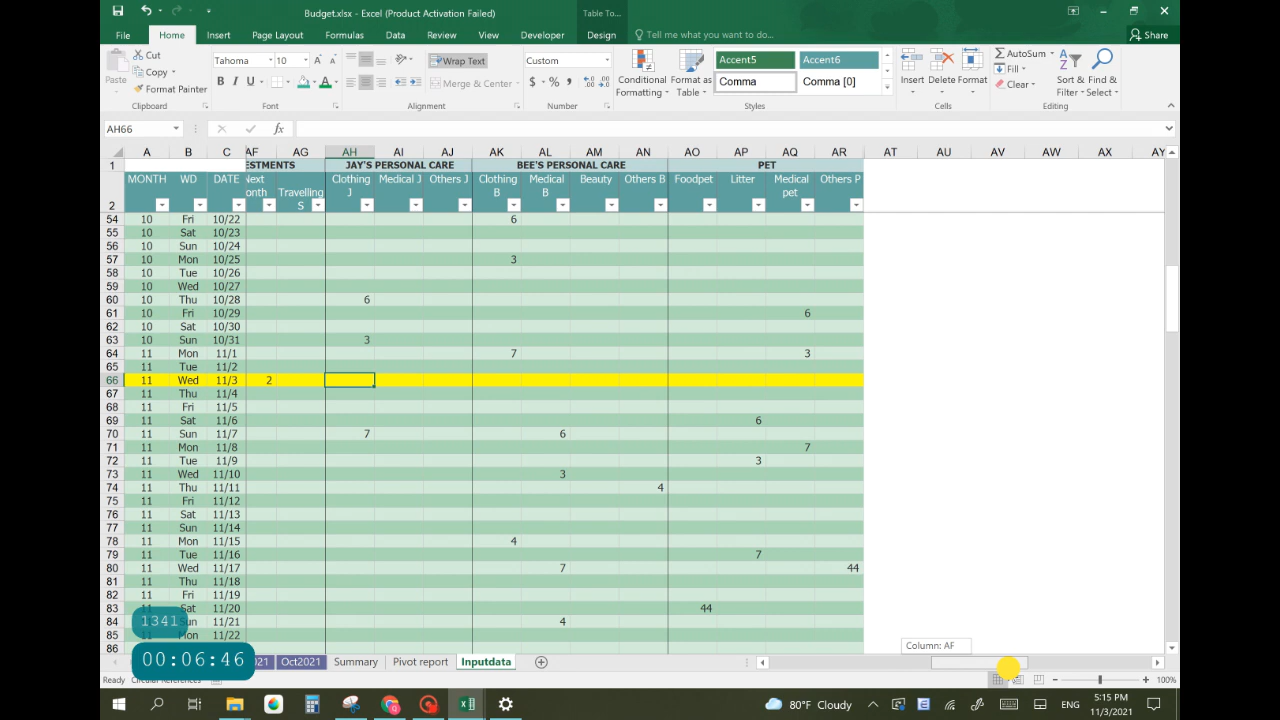 Budget.xlsx - Excel (Product Activation Failed)
Table To...
File Home Insert Page Layout Formulas Data Review View Developer Design Tell me what you want to do... Share
Paste
Cut
Copy
Format Painter
Clipboard
Tahoma 10
B I U
Font
Wrap Text
Merge & Center
Alignment
Custom
$ % ,
Number
Conditional Formatting
Format as Table
Accent5 Accent6
Comma Comma [0]
Styles
Insert Delete Format
Cells
AutoSum
Fill
Clear
Sort & Filter
Find & Select
Editing
AH66 fx
A B C AF AG AH AI AJ AK AL AM AN AO AP AQ AR AT AU AV AW AX AY
1 ESTMENTS JAY'S PERSONAL CARE BEE'S PERSONAL CARE PET
2 MONTH WD DATE Next onth Travelling S Clothing J Medical J Others J Clothing B Medical B Beauty Others B Foodpet Litter Medical pet Others P
54 10 Fri 10/22 6
55 10 Sat 10/23
56 10 Sun 10/24
57 10 Mon 10/25 3
58 10 Tue 10/26
59 10 Wed 10/27
60 10 Thu 10/28 6
61 10 Fri 10/29 6
62 10 Sat 10/30
63 10 Sun 10/31 3
64 11 Mon 11/1 7 3
65 11 Tue 11/2
66 11 Wed 11/3 2
67 11 Thu 11/4
68 11 Fri 11/5
69 11 Sat 11/6 6
70 11 Sun 11/7 7 6
71 11 Mon 11/8 7
72 11 Tue 11/9 3
73 11 Wed 11/10 3
74 11 Thu 11/11 4
75 11 Fri 11/12
76 11 Sat 11/13
77 11 Sun 11/14
78 11 Mon 11/15 4
79 11 Tue 11/16 7
80 11 Wed 11/17 7 44
81 11 Thu 11/18
82 11 Fri 11/19
83 11 Sat 11/20 44
84 Sun 11/21 4
85 Mon 11/22
86
1341
00:06:46
Column: AF
Oct2021 Summary Pivot report Inputdata
Ready 100%
80°F Cloudy ENG 5:15 PM
11/3/2021